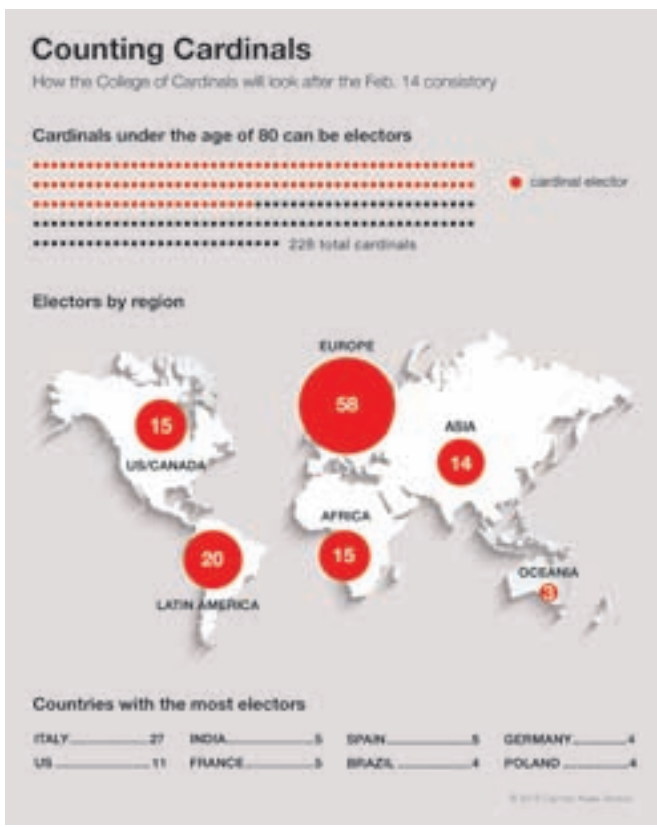 Counting Cardinals
How the College of Cardinals will look after the Feb. 14 consistory
Cardinals under the age of 80 can be electors
cardinal elector
228 total cardinals
Electors by region
EUROPE
58
15
ASIA
14
US/CANADA
AFRICA
15
20
OCEANIA
3
LATIN AMERICA
Countries with the most electors
ITALY 27 INDIA 5 SPAIN 5 GERMANY 4
US 11 FRANCE 5 BRAZIL 4 POLAND 4